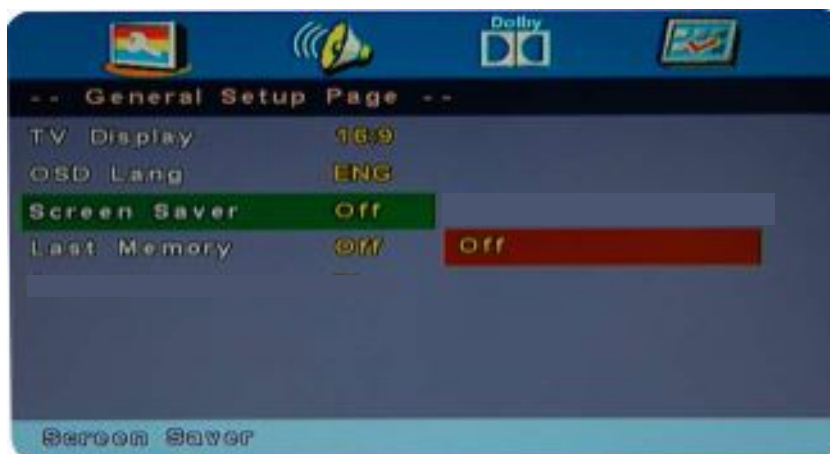 Dolby
-- General Setup Page --
TV Display 16:9
OSD Lang ENG
Screen Saver Off
Last Memory Off Off
Screen Saver